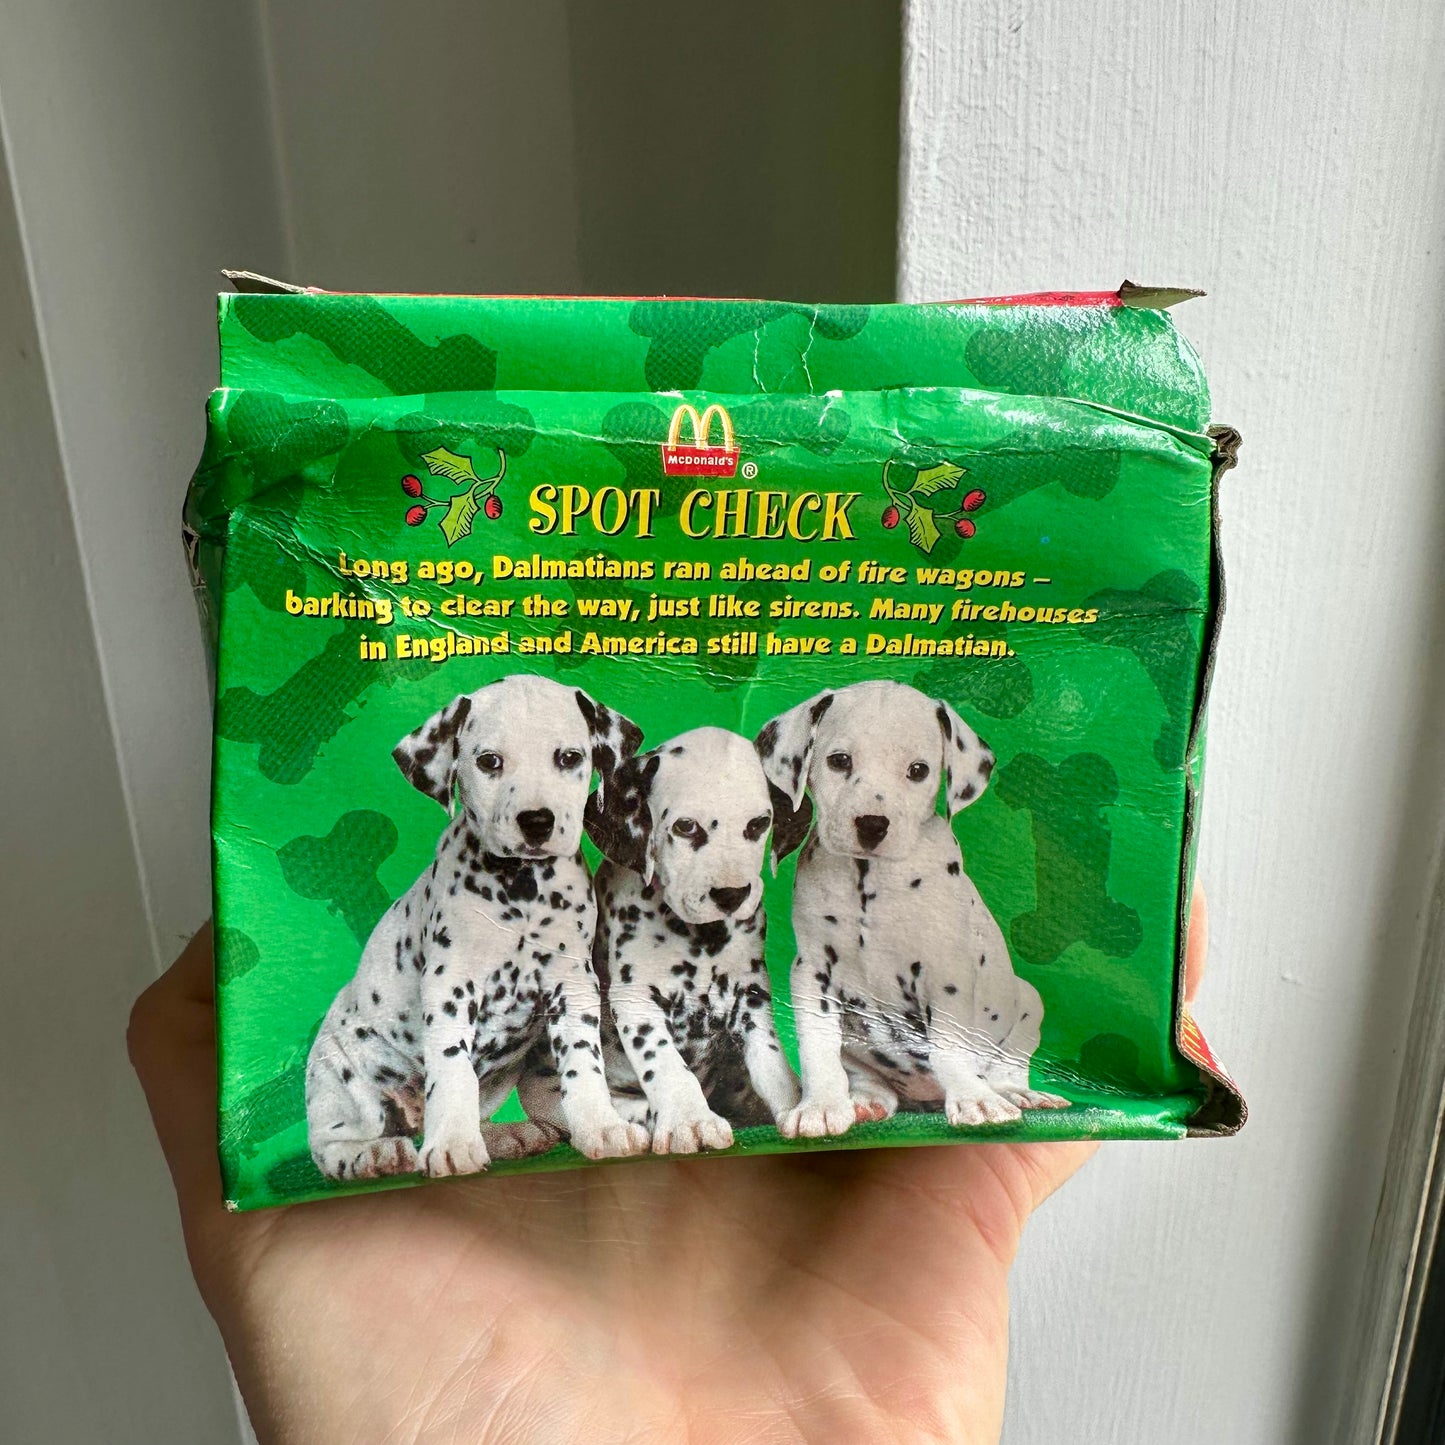 McDonald's ®
SPOT CHECK
Long ago, Dalmatians ran ahead of fire wagons –
barking to clear the way, just like sirens. Many firehouses
in England and America still have a Dalmatian.